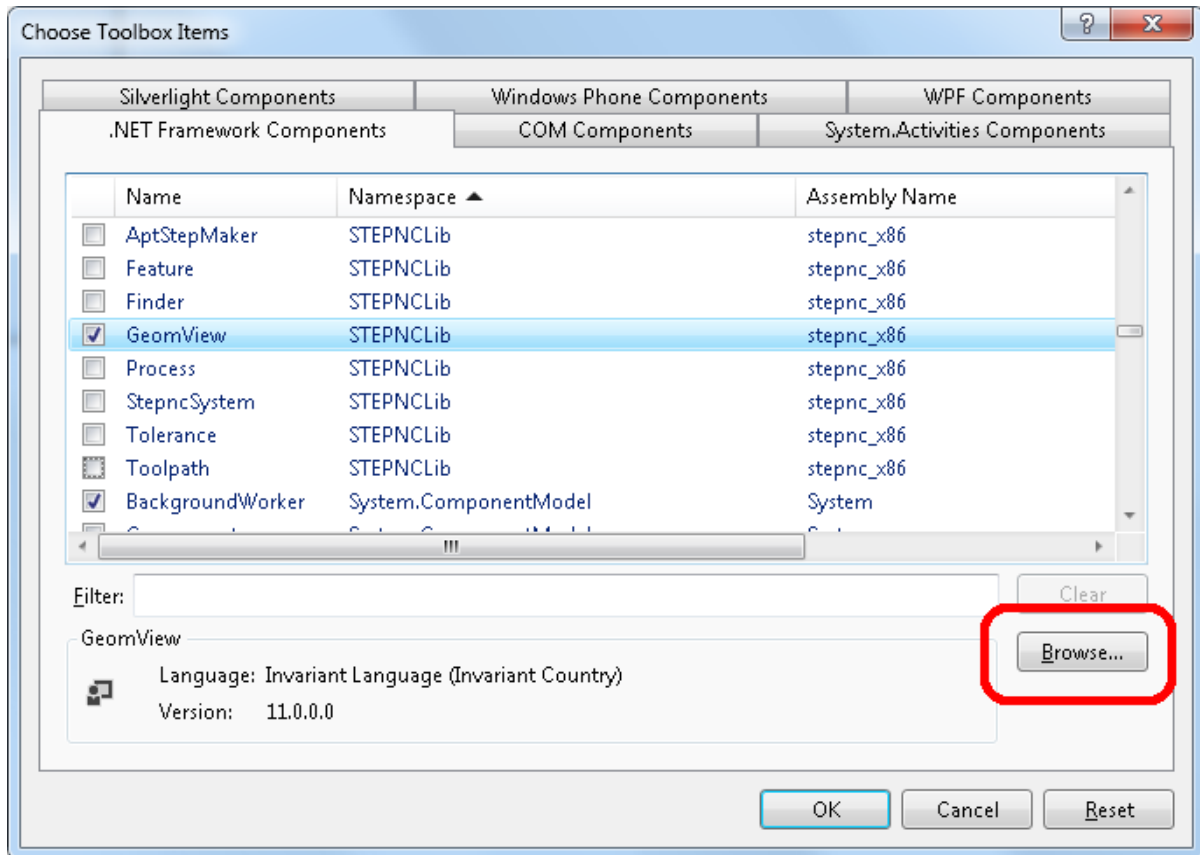 Choose Toolbox Items
Silverlight Components Windows Phone Components WPF Components
.NET Framework Components COM Components System.Activities Components
Name Namespace Assembly Name
AptStepMaker STEPNCLib stepnc_x86
Feature STEPNCLib stepnc_x86
Finder STEPNCLib stepnc_x86
GeomView STEPNCLib stepnc_x86
Process STEPNCLib stepnc_x86
StepncSystem STEPNCLib stepnc_x86
Tolerance STEPNCLib stepnc_x86
Toolpath STEPNCLib stepnc_x86
BackgroundWorker System.ComponentModel System
Filter: Clear
GeomView
Browse...
Language: Invariant Language (Invariant Country)
Version: 11.0.0.0
OK Cancel Reset